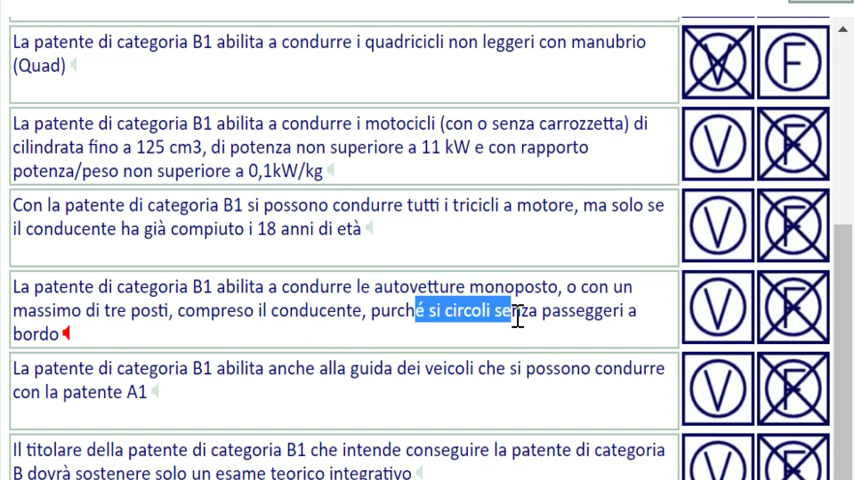 La patente di categoria B1 abilita a condurre i quadricicli non leggeri con manubrio
(Quad)
V F
La patente di categoria B1 abilita a condurre i motocicli (con o senza carrozzetta) di
cilindrata fino a 125 cm3, di potenza non superiore a 11 kW e con rapporto
potenza/peso non superiore a 0,1kW/kg
V F
Con la patente di categoria B1 si possono condurre tutti i tricicli a motore, ma solo se
il conducente ha già compiuto i 18 anni di età
V F
La patente di categoria B1 abilita a condurre le autovetture monoposto, o con un
massimo di tre posti, compreso il conducente, purché si circoli senza passeggeri a
bordo
V F
La patente di categoria B1 abilita anche alla guida dei veicoli che si possono condurre
con la patente A1
V F
Il titolare della patente di categoria B1 che intende conseguire la patente di categoria
B dovrà sostenere solo un esame teorico integrativo
V F